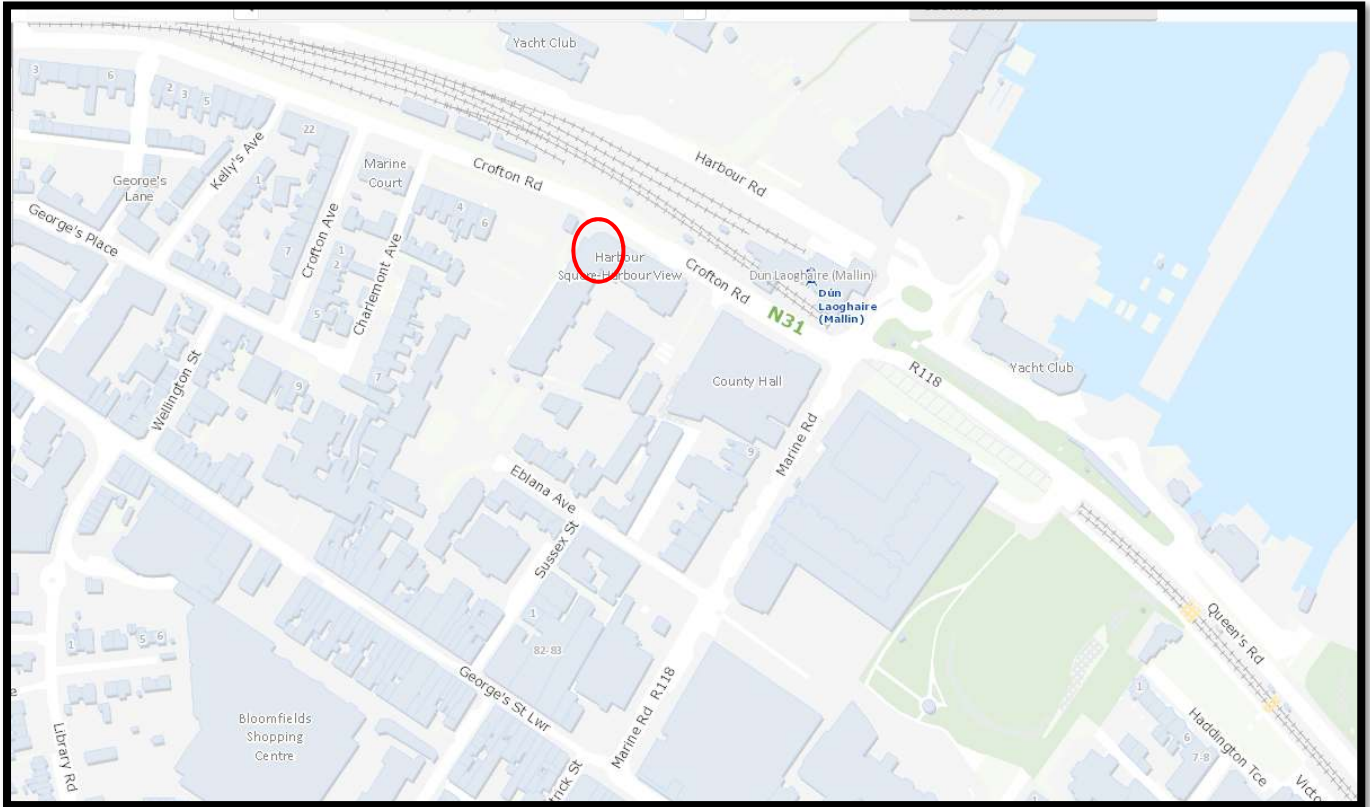 Yacht Club
3
6
2
3
5
22
Kelly's Ave
1
George's
Lane
George's Place
Marine
Court
Crofton Rd
Harbour Rd
4
6
7
Crofton Ave
1
2
5
Charlemont Ave
Harbour
Square-Harbour View
Crofton Rd
Dun Laoghaire (Mallin)
Dún
Laoghaire
(Mallin)
N31
R118
Yacht Club
Wellington St
9
7
County Hall
9
Marine Rd
Eblana Ave
Sussex St
1
82-83
George's St Lwr
Marine Rd R118
1
5
6
Library Rd
Bloomfields
Shopping
Centre
Queen's Rd
1
6
7-8
Haddington Tce